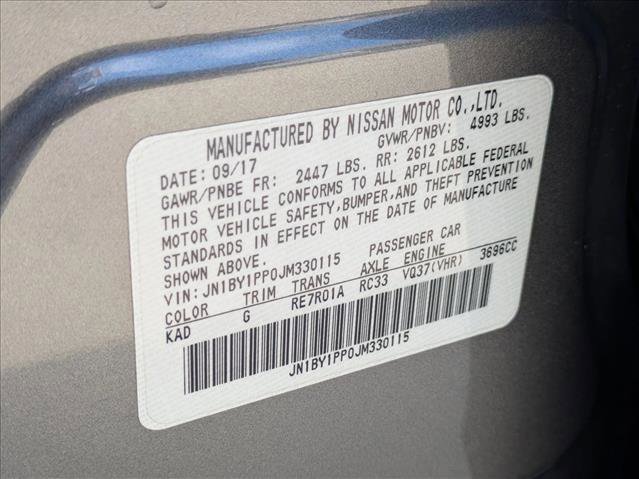 MANUFACTURED BY NISSAN MOTOR CO.,LTD.
DATE: 09/17 GVWR/PNBV: 4993 LBS.
GAWR/PNBE FR: 2447 LBS. RR: 2612 LBS.
THIS VEHICLE CONFORMS TO ALL APPLICABLE FEDERAL
MOTOR VEHICLE SAFETY,BUMPER,AND THEFT PREVENTION
STANDARDS IN EFFECT ON THE DATE OF MANUFACTURE
SHOWN ABOVE.
VIN: JN1BY1PP0JM330115 PASSENGER CAR
COLOR TRIM TRANS AXLE ENGINE
KAD G RE7R01A RC33 VQ37(VHR) 3696CC
JN1BY1PP0JM330115